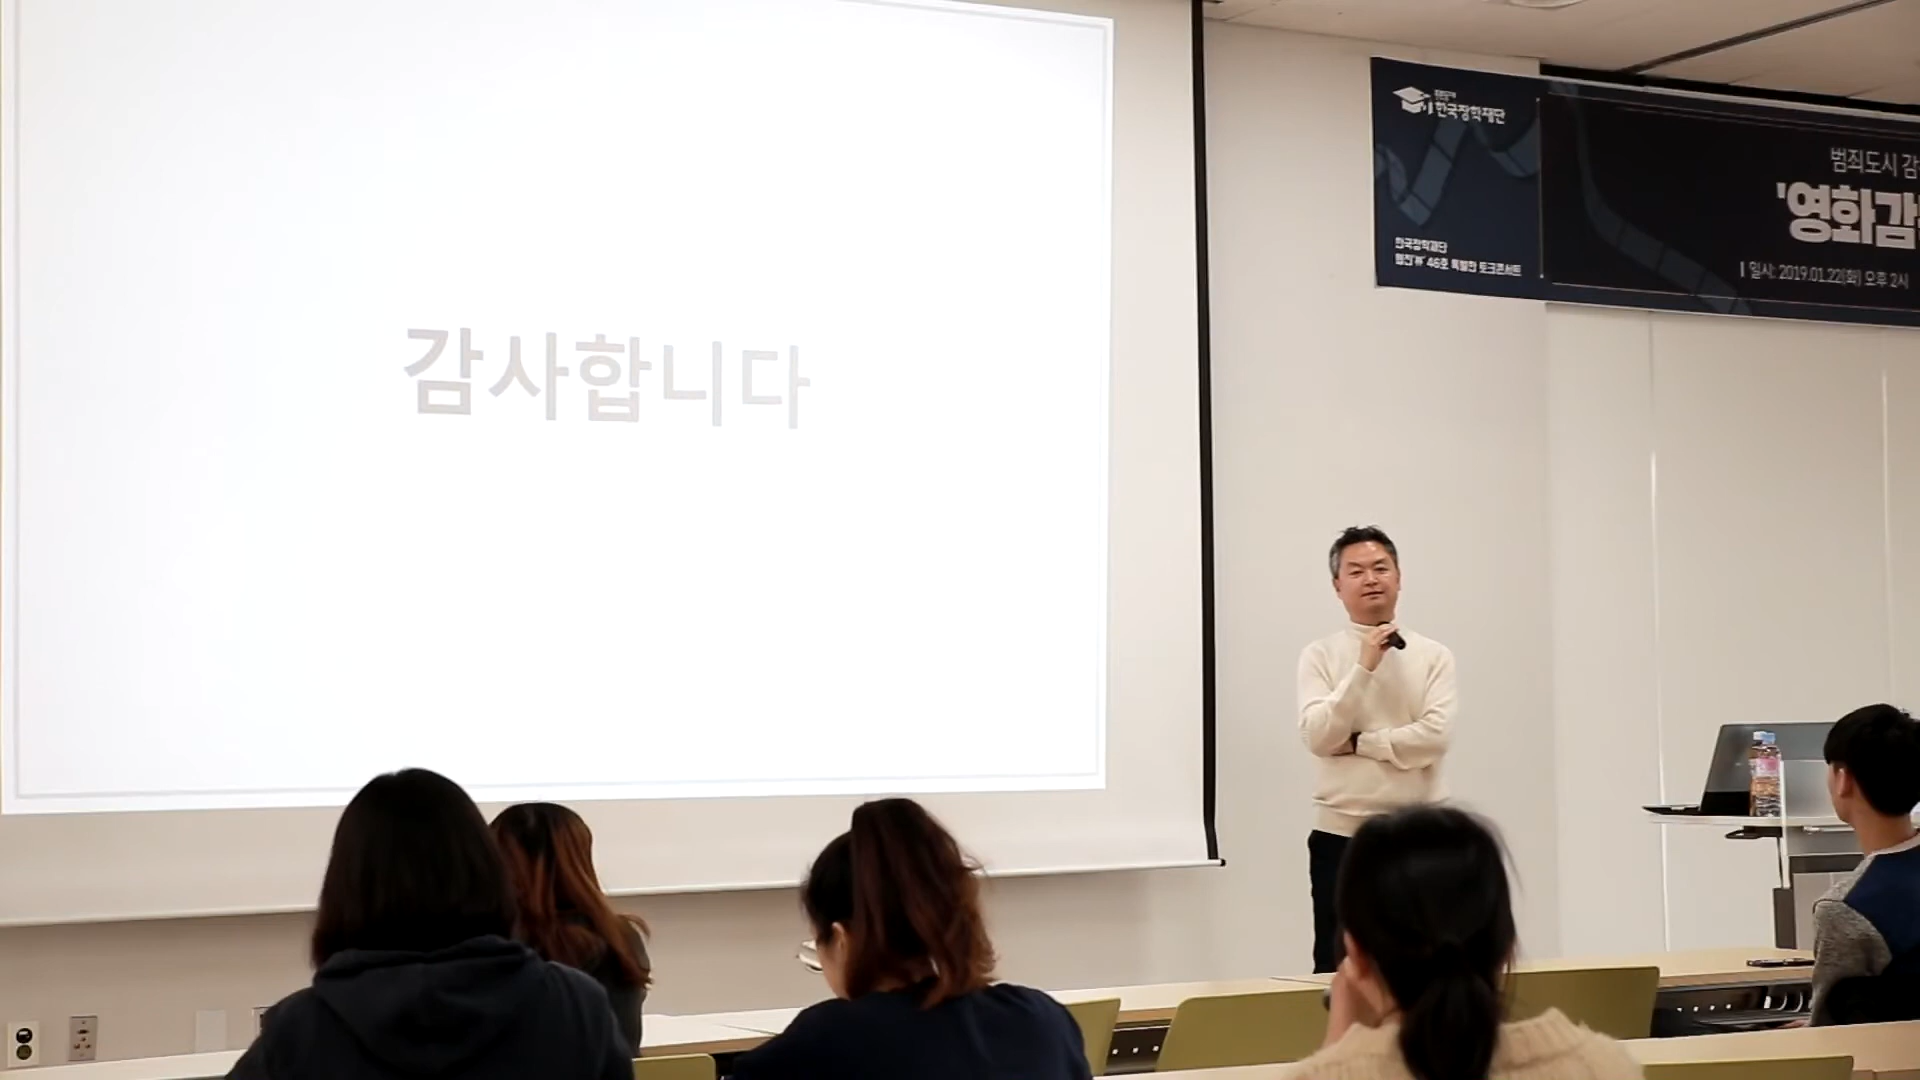 감사합니다
한국장학재단
범죄도시 감
'영화감
한국장학재단
46호 특별한 토크콘서트
일시: 2019.01.22(화) 오후 2시